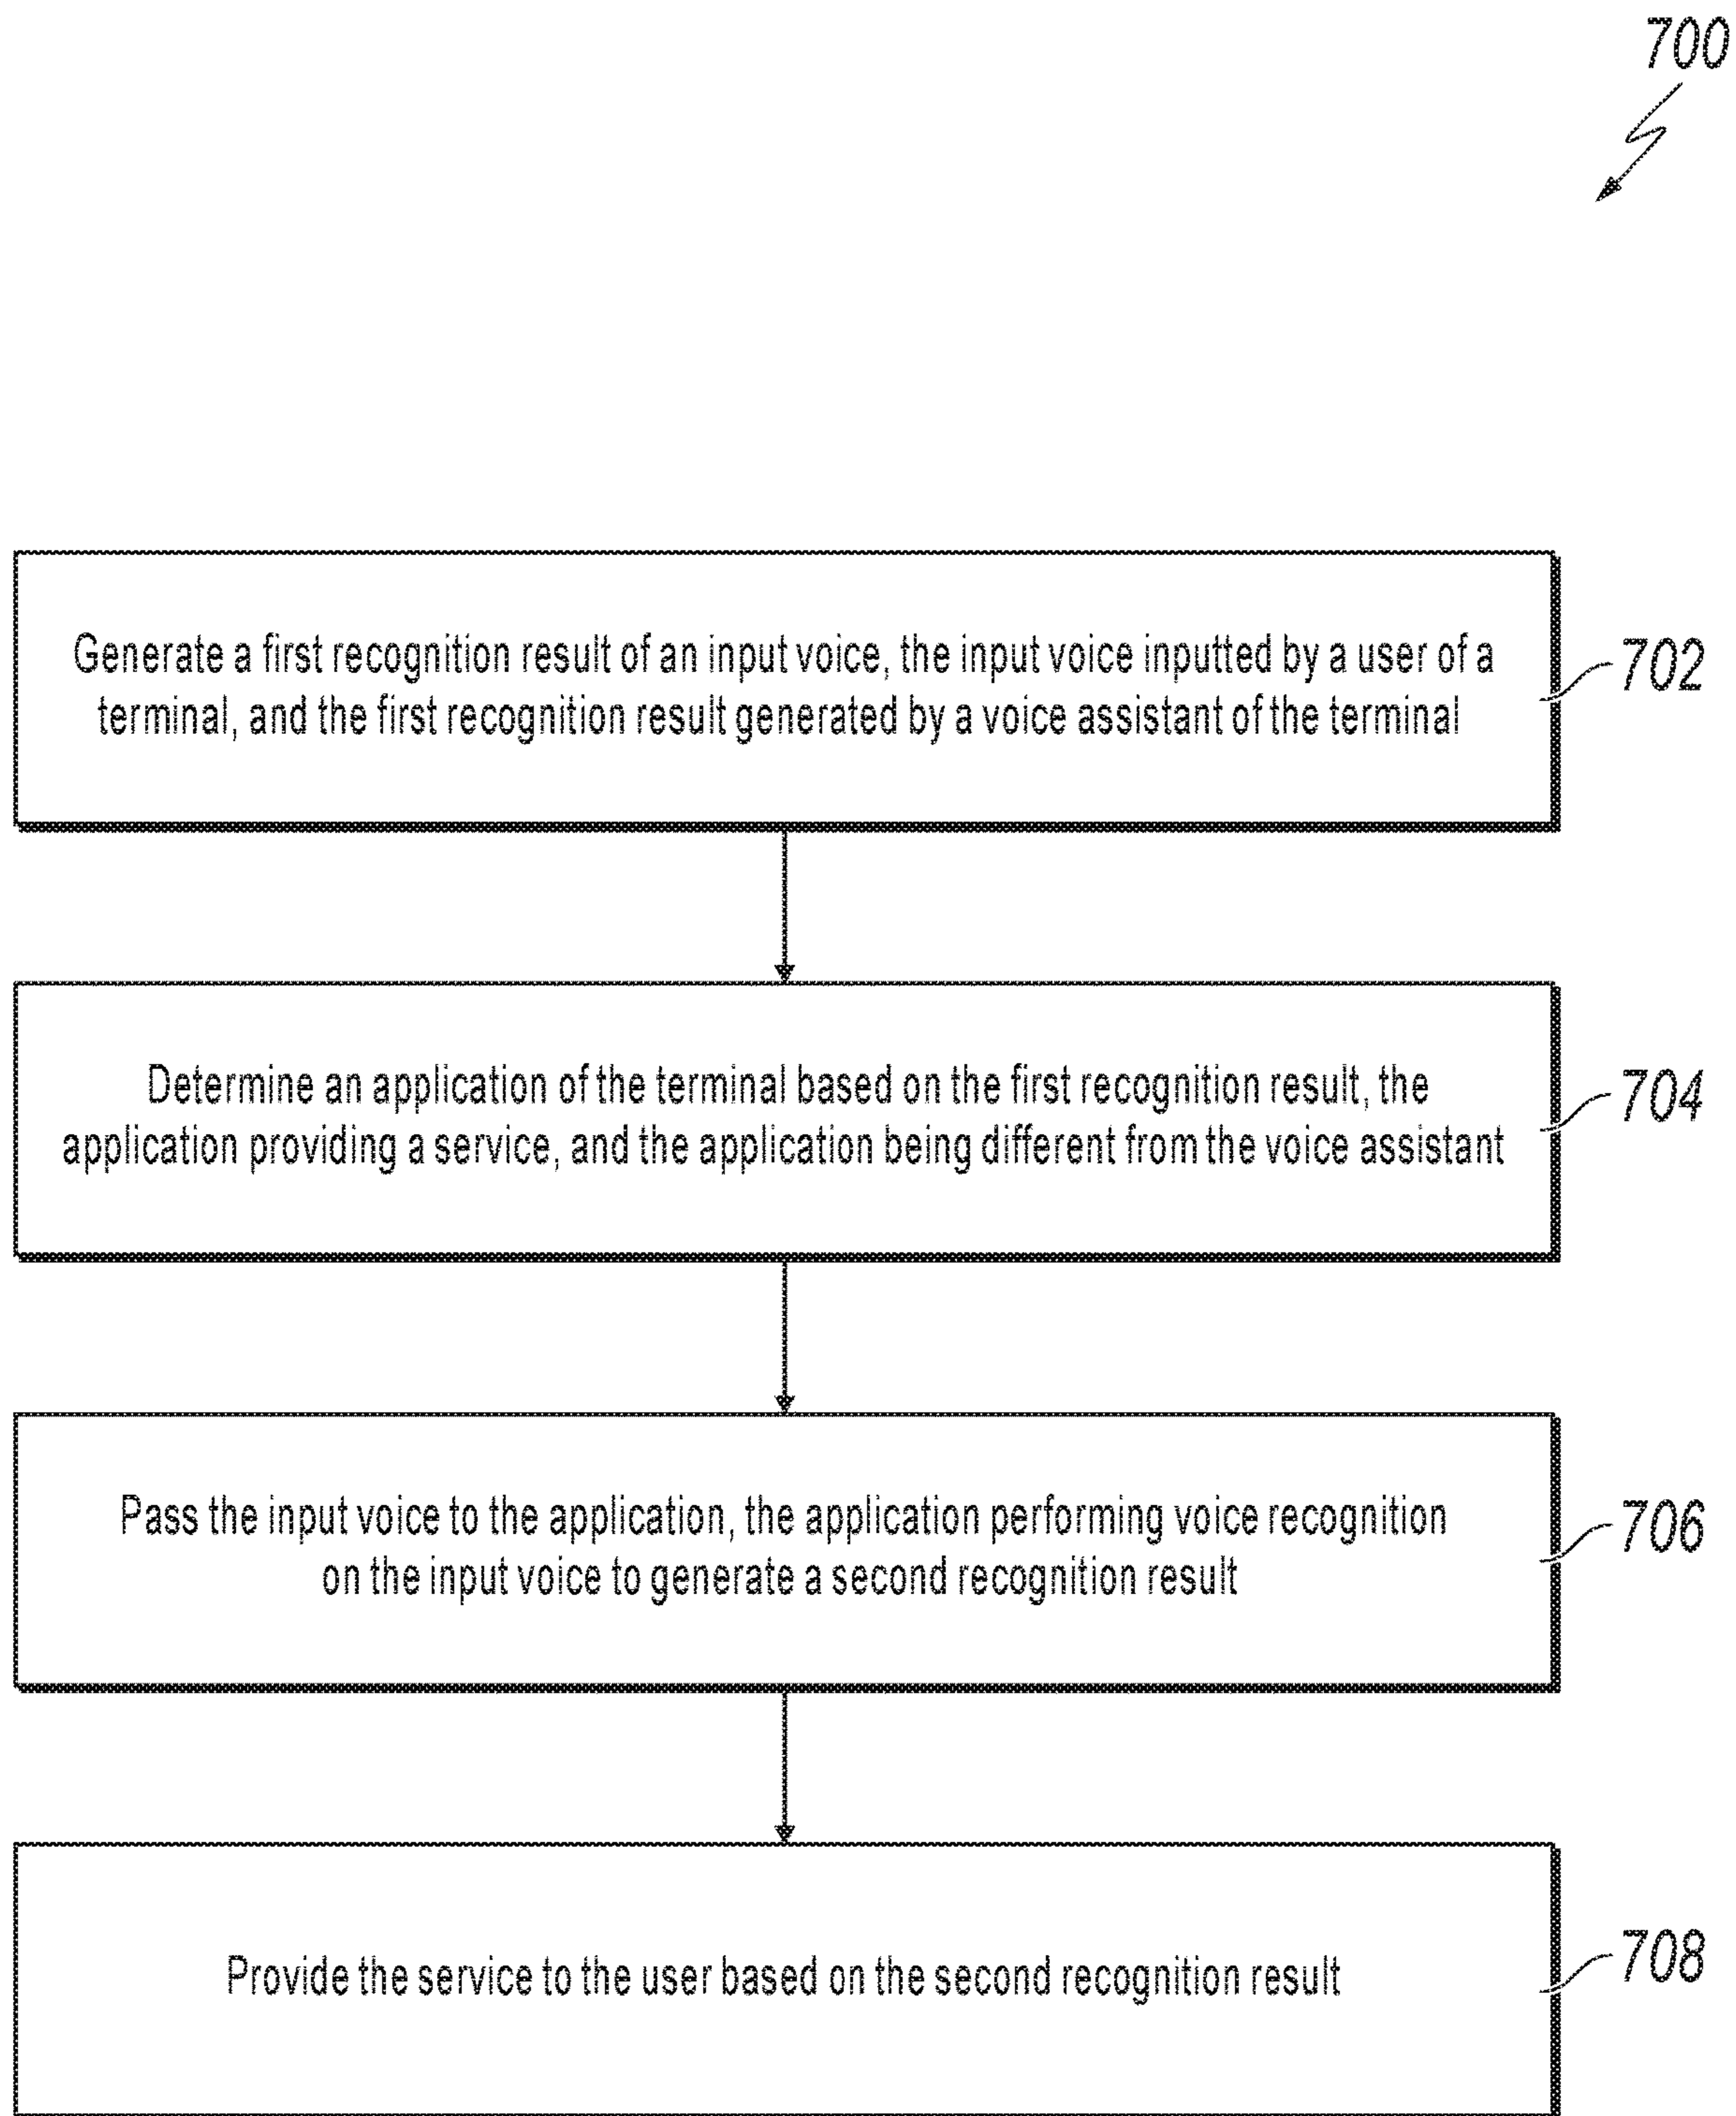 700
Generate a first recognition result of an input voice, the input voice inputted by a user of a
terminal, and the first recognition result generated by a voice assistant of the terminal
702
Determine an application of the terminal based on the first recognition result, the
application providing a service, and the application being different from the voice assistant
704
Pass the input voice to the application, the application performing voice recognition
on the input voice to generate a second recognition result
706
Provide the service to the user based on the second recognition result
708